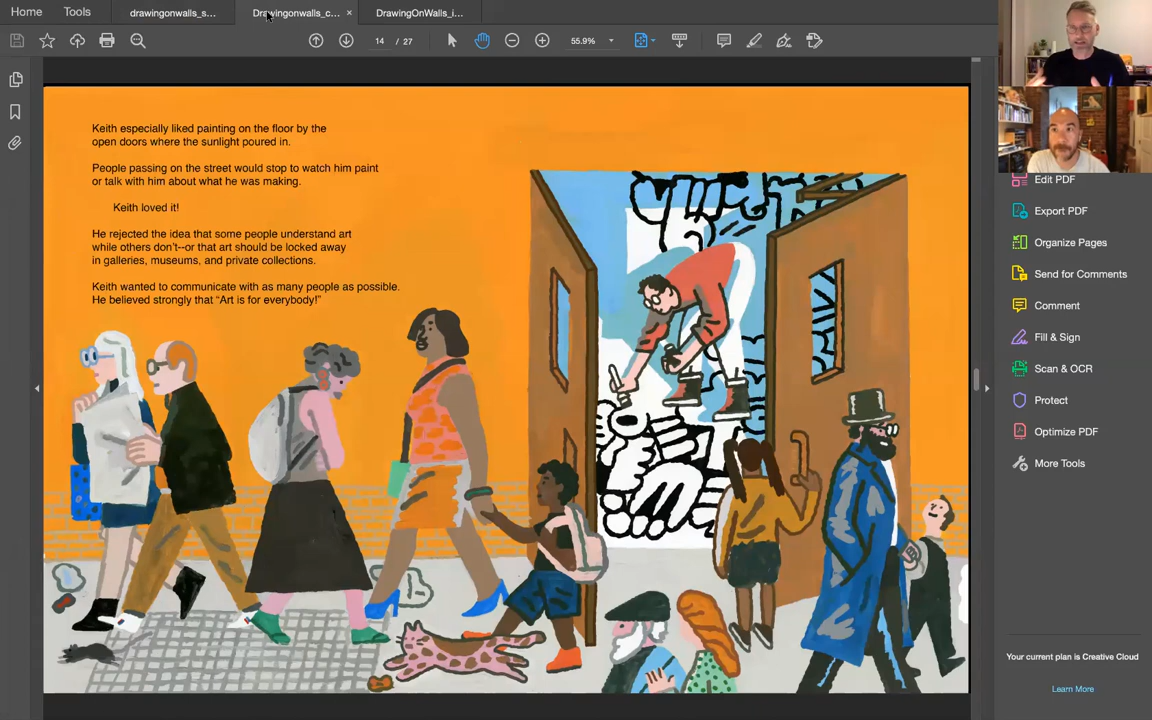 Home
Tools
drawingonwalls_s...
Drawingonwalls_c...
×
DrawingOnWalls_i...
14 / 27
55.9%
Keith especially liked painting on the floor by the
open doors where the sunlight poured in.
People passing on the street would stop to watch him paint
or talk with him about what he was making.
Keith loved it!
He rejected the idea that some people understand art
while others don't--or that art should be locked away
in galleries, museums, and private collections.
Keith wanted to communicate with as many people as possible.
He believed strongly that “Art is for everybody!”
Edit PDF
Export PDF
Organize Pages
Send for Comments
Comment
Fill & Sign
Scan & OCR
Protect
Optimize PDF
More Tools
Your current plan is Creative Cloud
Learn More